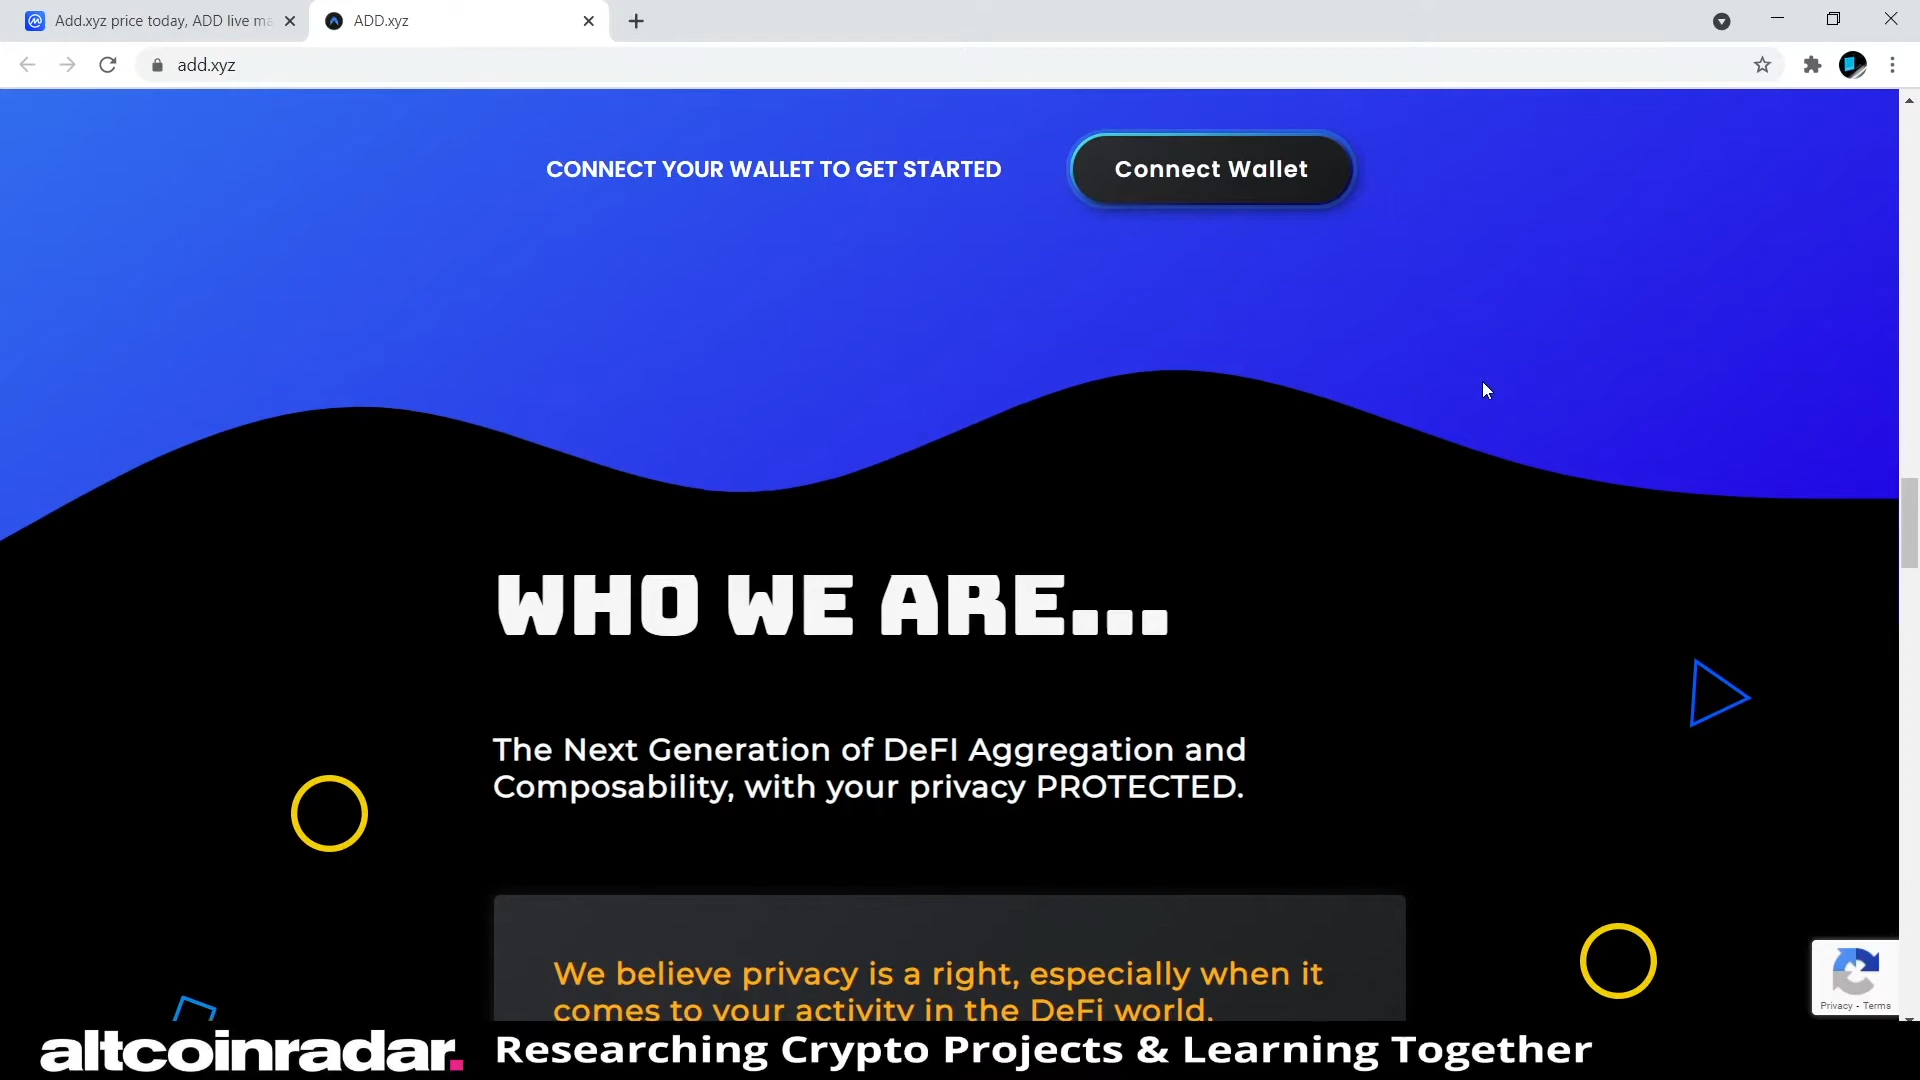 Add.xyz price today, ADD live ma
ADD.xyz
add.xyz
CONNECT YOUR WALLET TO GET STARTED
Connect Wallet
WHO WE ARE...
The Next Generation of DeFI Aggregation and
Composability, with your privacy PROTECTED.
We believe privacy is a right, especially when it
comes to your activity in the DeFi world.
Privacy - Terms
altcoinradar. Researching Crypto Projects & Learning Together